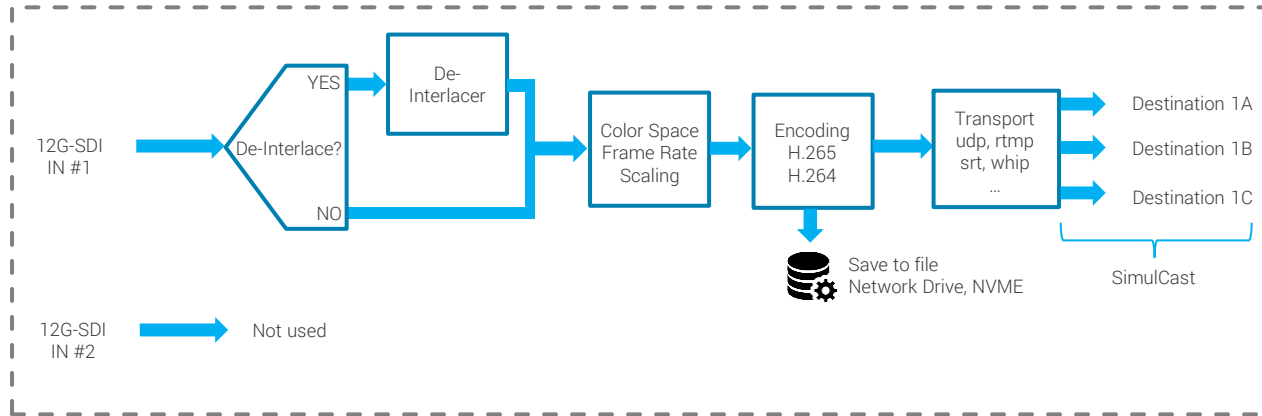 12G-SDI
IN #1
De-Interlace?
YES
NO
De-
Interlacer
Color Space
Frame Rate
Scaling
Encoding
H.265
H.264
Transport
udp, rtmp
srt, whip
...
Destination 1A
Destination 1B
Destination 1C
SimulCast
Save to file
Network Drive, NVME
12G-SDI
IN #2
Not used